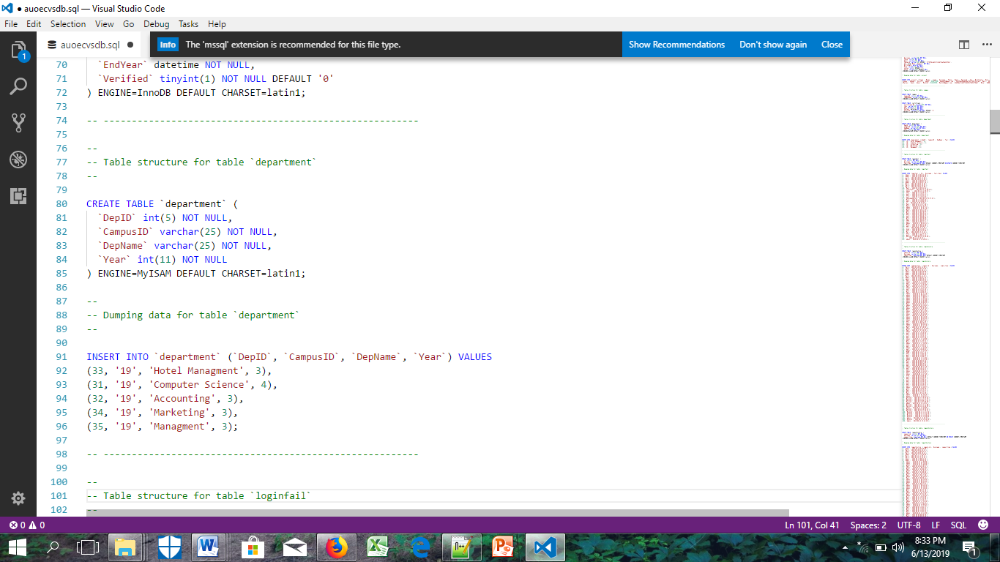 ● auoecvsdb.sql — Visual Studio Code
File Edit Selection View Go Debug Tasks Help
1
auoecvsdb.sql ●
Info The 'mssql' extension is recommended for this file type. Show Recommendations Don't show again Close
70 `EndYear` datetime NOT NULL,
71 `Verified` tinyint(1) NOT NULL DEFAULT '0'
72 ) ENGINE=InnoDB DEFAULT CHARSET=latin1;
73
74 -- --------------------------------------------------------
75
76 --
77 -- Table structure for table `department`
78 --
79
80 CREATE TABLE `department` (
81 `DepID` int(5) NOT NULL,
82 `CampusID` varchar(25) NOT NULL,
83 `DepName` varchar(25) NOT NULL,
84 `Year` int(11) NOT NULL
85 ) ENGINE=MyISAM DEFAULT CHARSET=latin1;
86
87 --
88 -- Dumping data for table `department`
89 --
90
91 INSERT INTO `department` (`DepID`, `CampusID`, `DepName`, `Year`) VALUES
92 (33, '19', 'Hotel Managment', 3),
93 (31, '19', 'Computer Science', 4),
94 (32, '19', 'Accounting', 3),
95 (34, '19', 'Marketing', 3),
96 (35, '19', 'Managment', 3);
97
98 -- --------------------------------------------------------
99
100 --
101 -- Table structure for table `loginfail`
102 --
0 0 Ln 101, Col 41 Spaces: 2 UTF-8 LF SQL
8:33 PM
6/13/2019
1